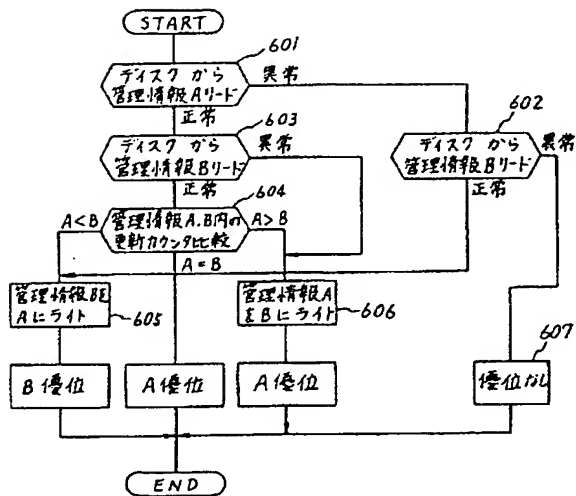 START
601
ディスク から
管理情報Aリード
異常
正常
603
ディスク から
管理情報Bリード
異常
正常
602
ディスク から
管理情報Bリード
異常
正常
604
管理情報A,B内の
更新カウンタ比較
A<B
A>B
A=B
管理情報Bを
Aにライト
605
管理情報A
をBにライト
606
607
B優位
A優位
A優位
優位なし
END